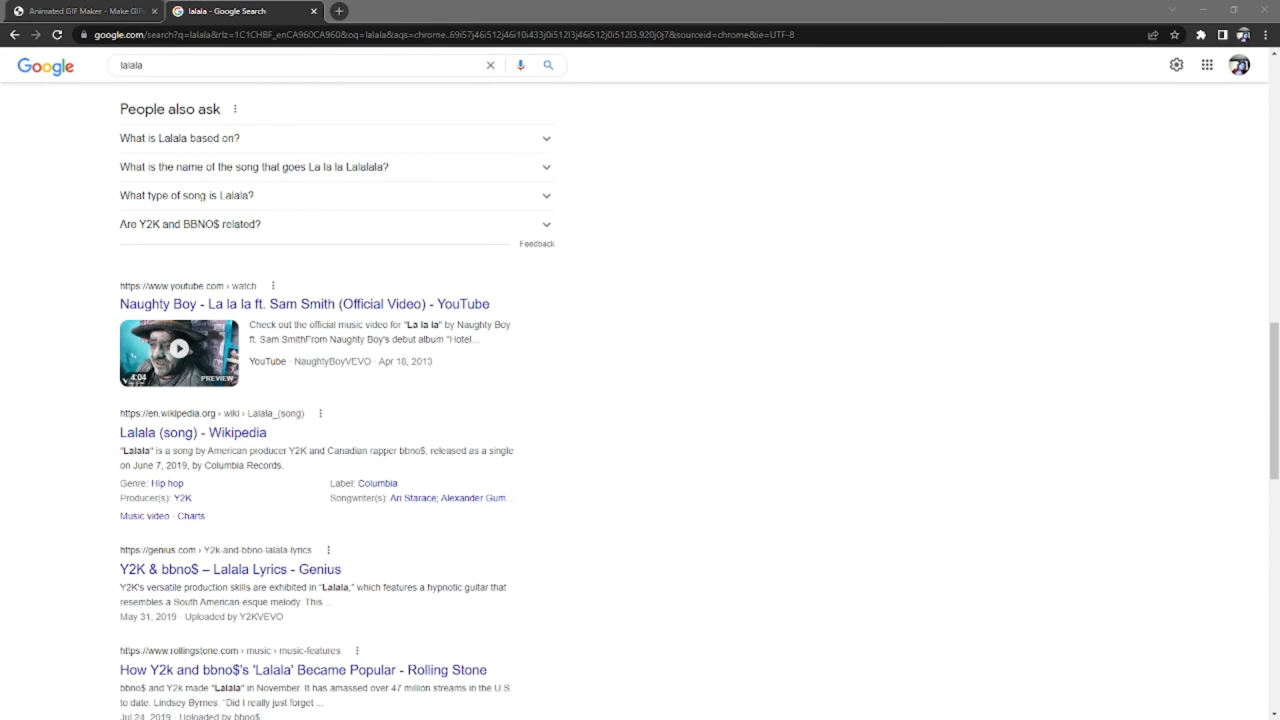 Animated GIF Maker - Make GIFs
lalala - Google Search
google.com/search?q=lalala&rlz=1C1CHBF_enCA960CA960&oq=lalala&aqs=chrome..69i57j46i512j46i10i433j0i512l3j46i512j0i512l3.920j0j7&sourceid=chrome&ie=UTF-8
Google
lalala
People also ask
What is Lalala based on?
What is the name of the song that goes La la la Lalalala?
What type of song is Lalala?
Are Y2K and BBNO$ related?
Feedback
https://www.youtube.com › watch
Naughty Boy - La la la ft. Sam Smith (Official Video) - YouTube
Check out the official music video for "La la la" by Naughty Boy
ft. Sam SmithFrom Naughty Boy's debut album "Hotel...
YouTube · NaughtyBoyVEVO · Apr 18, 2013
4:04
PREVIEW
https://en.wikipedia.org › wiki › Lalala_(song)
Lalala (song) - Wikipedia
"Lalala" is a song by American producer Y2K and Canadian rapper bbno$, released as a single
on June 7, 2019, by Columbia Records.
Genre: Hip hop
Label: Columbia
Producer(s): Y2K
Songwriter(s): Ari Starace; Alexander Gum...
Music video · Charts
https://genius.com › Y2k-and-bbno-lalala-lyrics
Y2K & bbno$ – Lalala Lyrics - Genius
Y2K's versatile production skills are exhibited in "Lalala," which features a hypnotic guitar that
resembles a South American-esque melody. This ...
May 31, 2019 · Uploaded by Y2KVEVO
https://www.rollingstone.com › music › music-features
How Y2k and bbno$'s 'Lalala' Became Popular - Rolling Stone
bbno$ and Y2k made "Lalala" in November. It has amassed over 47 million streams in the U.S.
to date. Lindsey Byrnes. "Did I really just forget ...
Jul 24, 2019 · Uploaded by bbno$